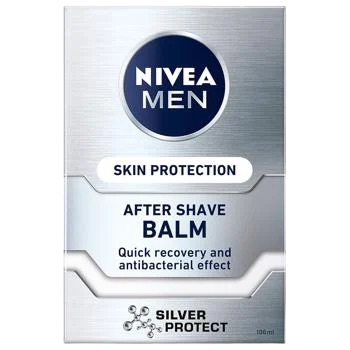 NIVEA
MEN
SKIN PROTECTION
AFTER SHAVE
BALM
Quick recovery and
antibacterial effect
SILVER
PROTECT
100ml